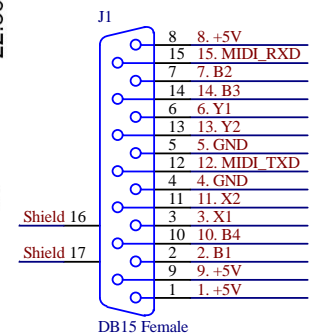 J1
8 8. +5V
15 15. MIDI_RXD
7 7. B2
14 14. B3
6 6. Y1
13 13. Y2
5 5. GND
12 12. MIDI_TXD
4 4. GND
11 11. X2
Shield 16
3 3. X1
10 10. B4
Shield 17
2 2. B1
9 9. +5V
1 1. +5V
DB15 Female